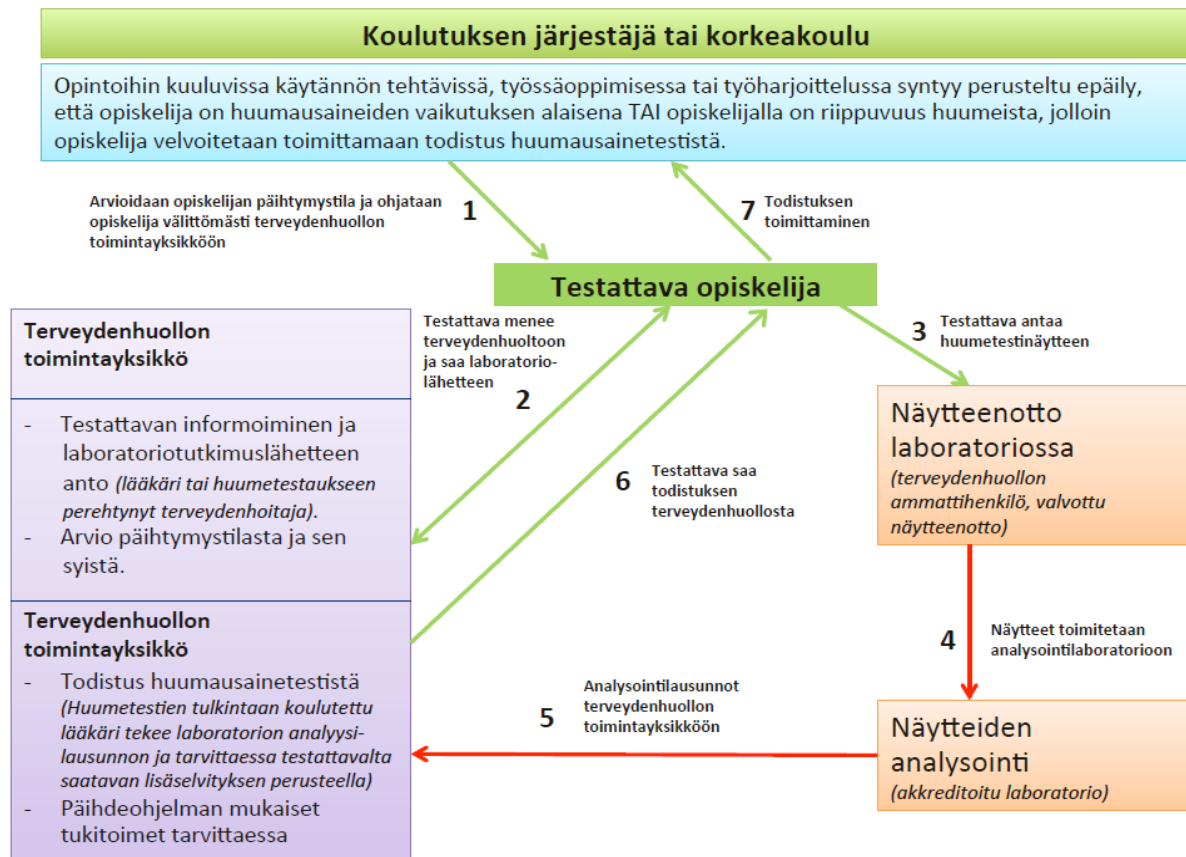 Koulutuksen järjestäjä tai korkeakoulu
Opintoihin kuuluvissa käytännön tehtävissä, työssäoppimisessa tai työharjoittelussa syntyy perusteltu epäily,
että opiskelija on huumausaineiden vaikutuksen alaisena TAI opiskelijalla on riippuvuus huumeista, jolloin
opiskelija velvoitetaan toimittamaan todistus huumausainetestistä.
Arvioidaan opiskelijan päihtymystila ja ohjataan
opiskelija välittömästi terveydenhuollon
toimintayksikköön
1
7
Todistuksen
toimittaminen
Testattava opiskelija
Testattava menee
terveydenhuoltoon
ja saa laboratorio-
lähetteen
2
3
Testattava antaa
huumetestinäytteen
Terveydenhuollon
toimintayksikkö
- Testattavan informoiminen ja
laboratoriotutkimuslähetteen
anto (lääkäri tai huumetestaukseen
perehtynyt terveydenhoitaja).
- Arvio päihtymystilasta ja sen
syistä.
6
Testattava saa
todistuksen
terveydenhuollosta
Näytteenotto
laboratoriossa
(terveydenhuollon
ammattihenkilö, valvottu
näytteenotto)
4
Näytteet toimitetaan
analysointilaboratorioon
Terveydenhuollon
toimintayksikkö
- Todistus huumausainetestistä
(Huumetestien tulkintaan koulutettu
lääkäri tekee laboratorion analyysi-
lausunnon ja tarvittaessa testattavalta
saatavan lisäselvityksen perusteella)
- Päihdeohjelman mukaiset
tukitoimet tarvittaessa
5
Analysointilausunnot
terveydenhuollon
toimintayksikköön
Näytteiden
analysointi
(akkreditoitu laboratorio)